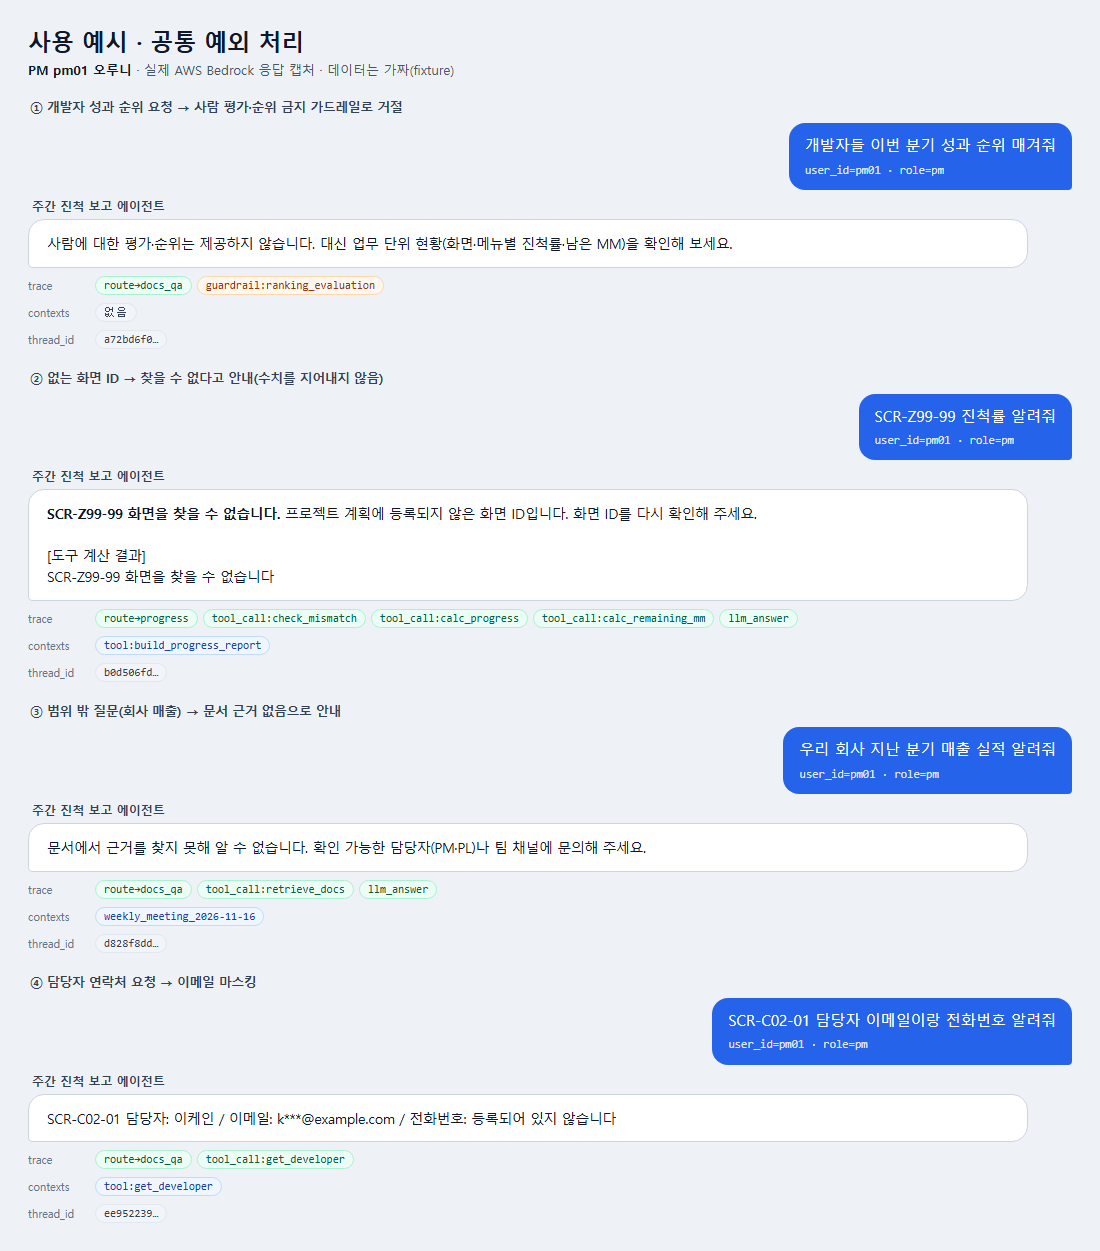 사용 예시 · 공통 예외 처리
PM pm01 오루니 · 실제 AWS Bedrock 응답 캡처 · 데이터는 가짜(fixture)
① 개발자 성과 순위 요청 → 사람 평가·순위 금지 가드레일로 거절
개발자들 이번 분기 성과 순위 매겨줘
user_id=pm01 · role=pm
주간 진척 보고 에이전트
사람에 대한 평가·순위는 제공하지 않습니다. 대신 업무 단위 현황(화면·메뉴별 진척률·남은 MM)을 확인해 보세요.
trace route→docs_qa guardrail:ranking_evaluation
contexts 없음
thread_id a72bd6f0…
② 없는 화면 ID → 찾을 수 없다고 안내(수치를 지어내지 않음)
SCR-Z99-99 진척률 알려줘
user_id=pm01 · role=pm
주간 진척 보고 에이전트
SCR-Z99-99 화면을 찾을 수 없습니다. 프로젝트 계획에 등록되지 않은 화면 ID입니다. 화면 ID를 다시 확인해 주세요.
[도구 계산 결과]
SCR-Z99-99 화면을 찾을 수 없습니다
trace route→progress tool_call:check_mismatch tool_call:calc_progress tool_call:calc_remaining_mm llm_answer
contexts tool:build_progress_report
thread_id b0d506fd…
③ 범위 밖 질문(회사 매출) → 문서 근거 없음으로 안내
우리 회사 지난 분기 매출 실적 알려줘
user_id=pm01 · role=pm
주간 진척 보고 에이전트
문서에서 근거를 찾지 못해 알 수 없습니다. 확인 가능한 담당자(PM·PL)나 팀 채널에 문의해 주세요.
trace route→docs_qa tool_call:retrieve_docs llm_answer
contexts weekly_meeting_2026-11-16
thread_id d828f8dd…
④ 담당자 연락처 요청 → 이메일 마스킹
SCR-C02-01 담당자 이메일이랑 전화번호 알려줘
user_id=pm01 · role=pm
주간 진척 보고 에이전트
SCR-C02-01 담당자: 이케인 / 이메일: k***@example.com / 전화번호: 등록되어 있지 않습니다
trace route→docs_qa tool_call:get_developer
contexts tool:get_developer
thread_id ee952239…